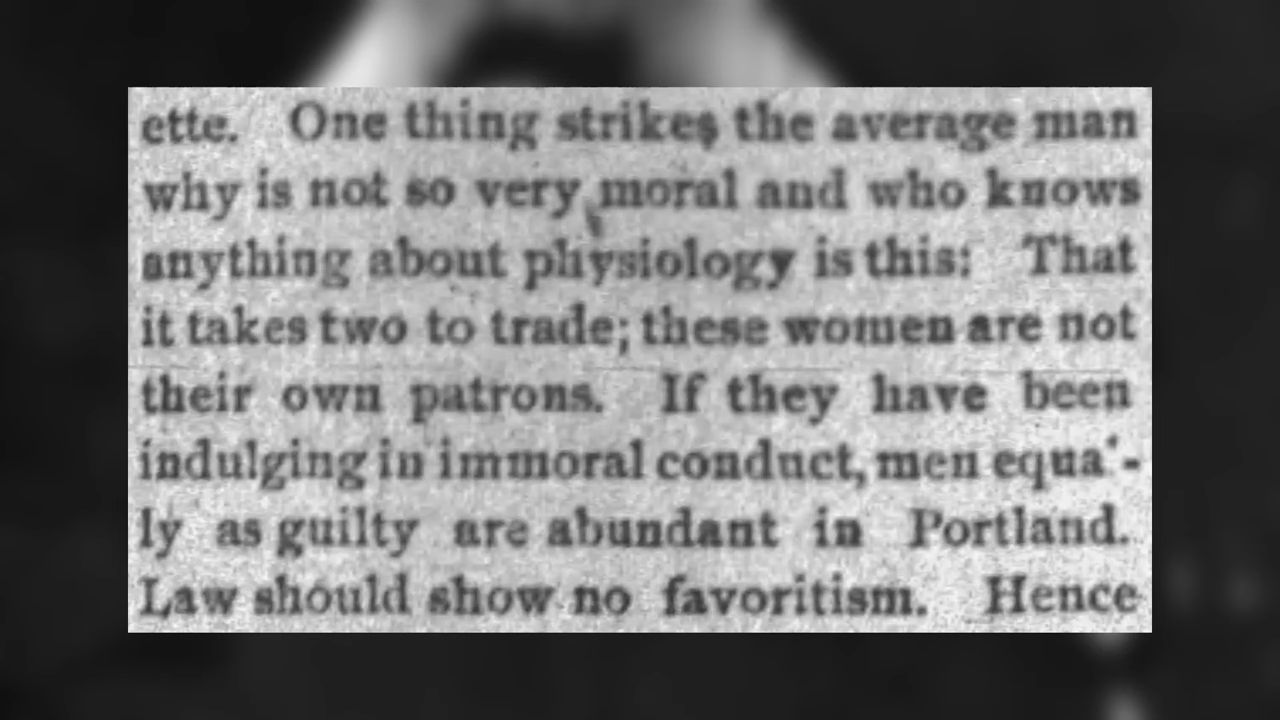 ette. One thing strikes the average man
why is not so very moral and who knows
anything about physiology is this: That
it takes two to trade; these women are not
their own patrons. If they have been
indulging in immoral conduct, men equa'-
ly as guilty are abundant in Portland.
Law should show no favoritism. Hence